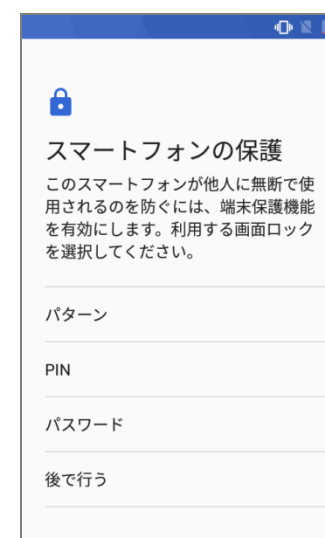 スマートフォンの保護
このスマートフォンが他人に無断で使
用されるのを防ぐには、端末保護機能
を有効にします。利用する画面ロック
を選択してください。
パターン
PIN
パスワード
後で行う